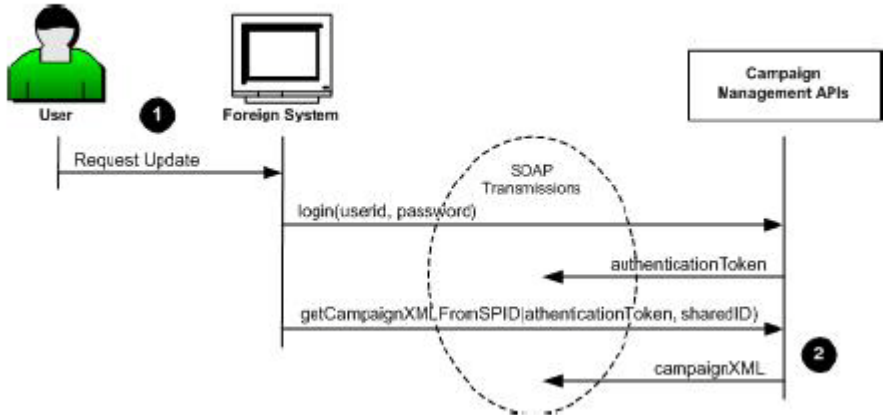 User
1
Foreign System
Campaign
Management APIs
Request Update
SOAP
Transmissions
login(userid, password)
authenticationToken
getCampaignXMLFromSPID(athenticationToken, sharedID)
2
campaignXML